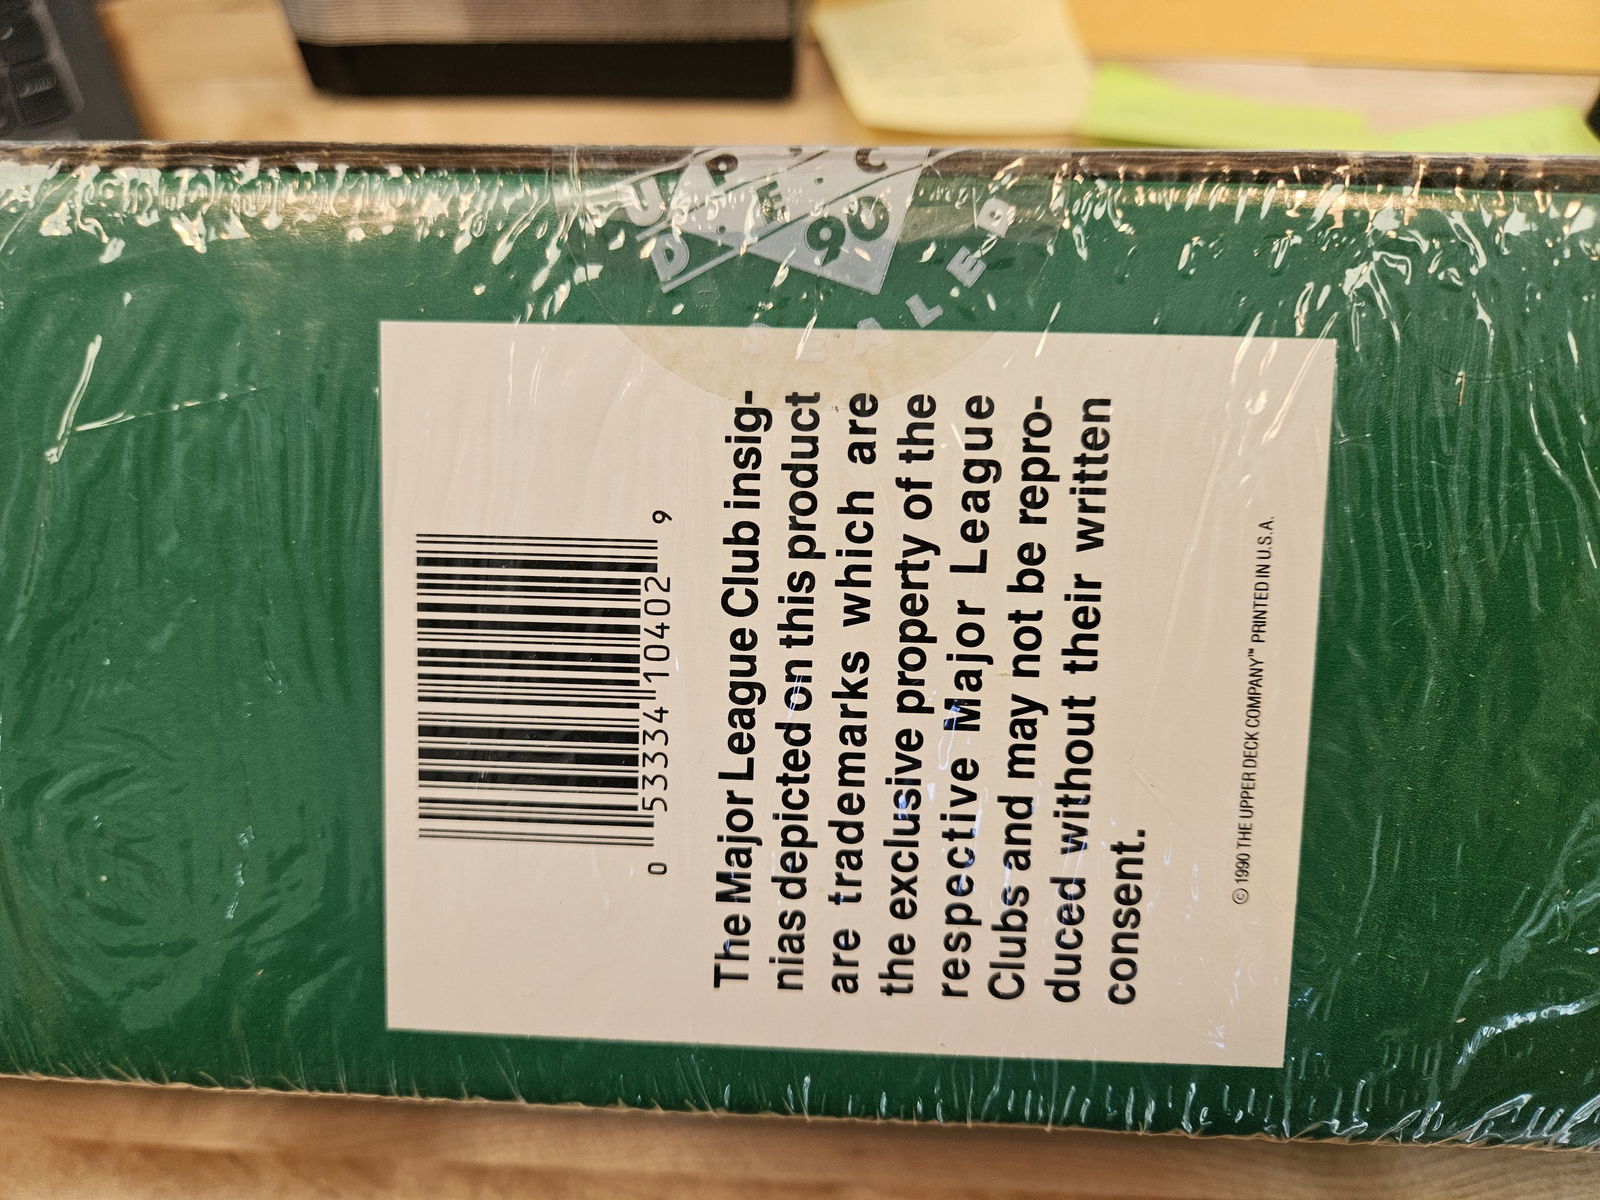 UP C
D.E. 90
SEALED
0 53334 10402 9
The Major League Club insig-
nias depicted on this product
are trademarks which are
the exclusive property of the
respective Major League
Clubs and may not be repro-
duced without their written
consent.
© 1990 THE UPPER DECK COMPANY™ PRINTED IN U.S.A.